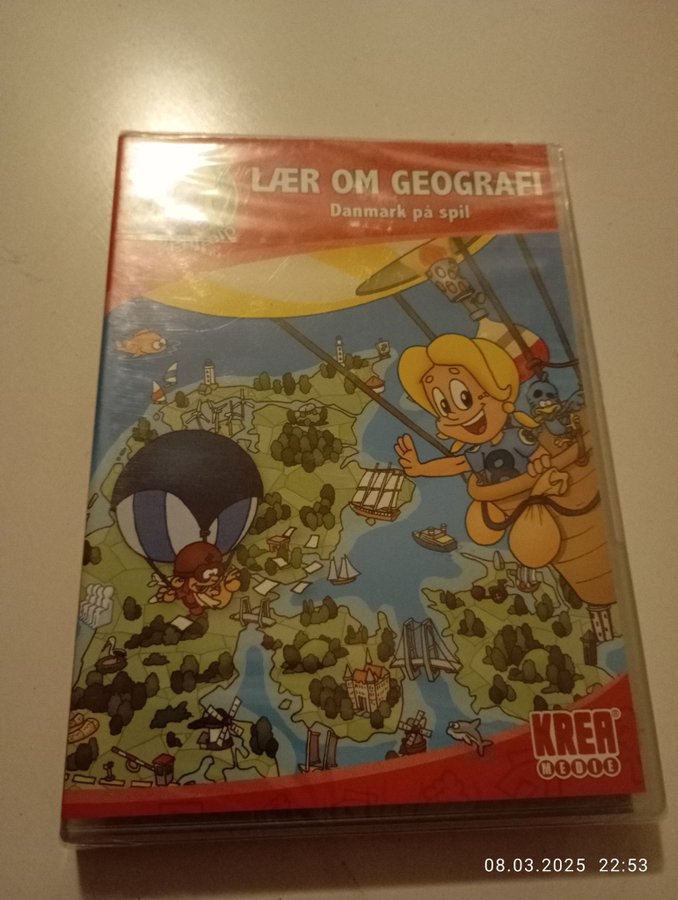 LÆR OM GEOGRAFI
Danmark på spil
KREA®
MEDIE
08.03.2025 22:53